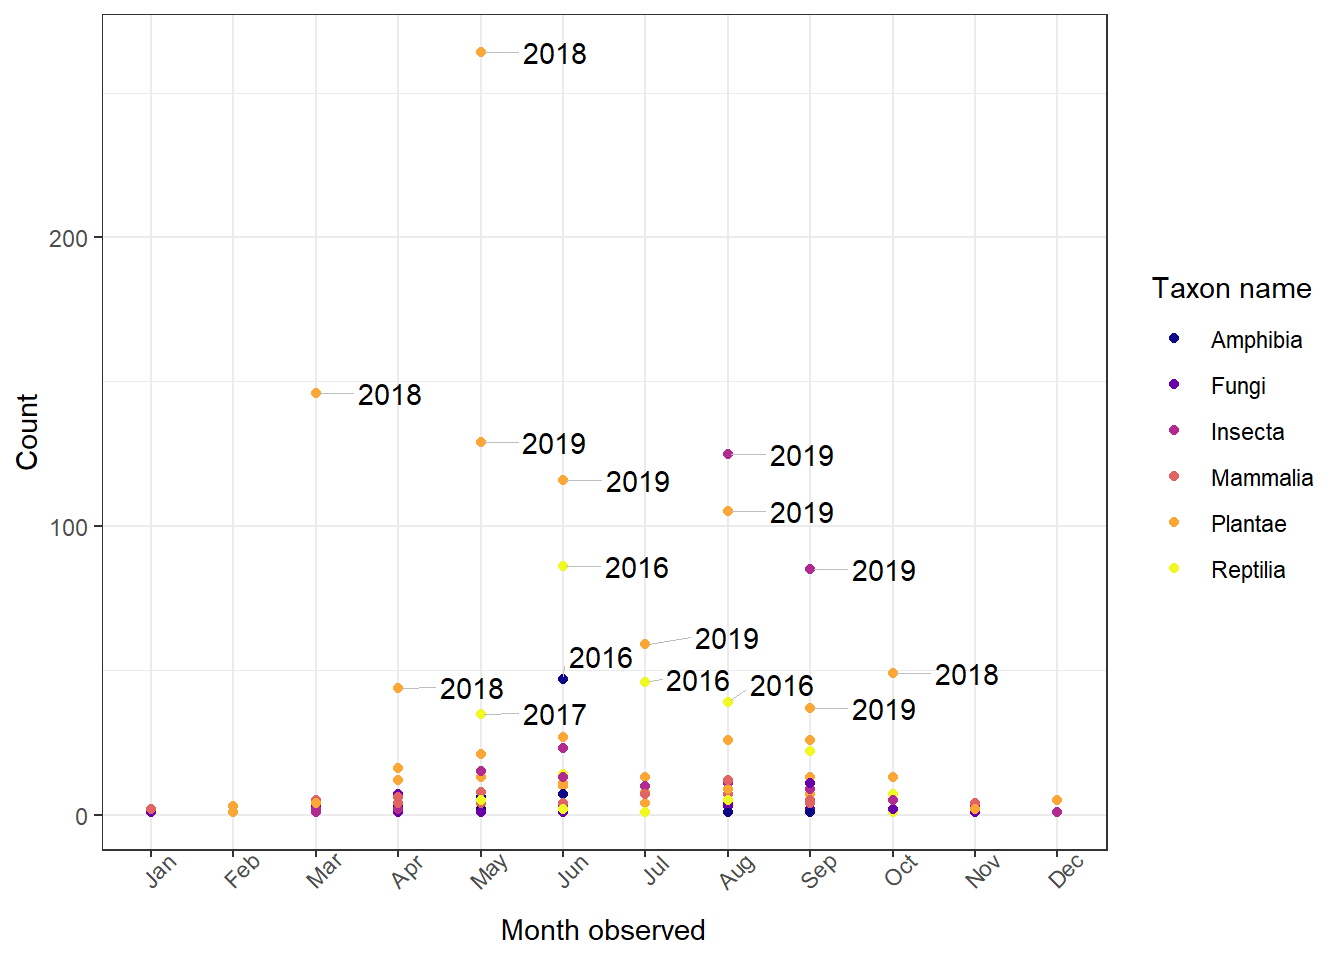 2018
200
2018
2019
2019
2019
100
2019
2016
2019
2019
2016
2016
2016
2018
2018
2017
2019
0
Jan
Feb
Mar
Apr
May
Jun
Jul
Aug
Sep
Oct
Nov
Dec
Month observed
Count
Taxon name
Amphibia
Fungi
Insecta
Mammalia
Plantae
Reptilia